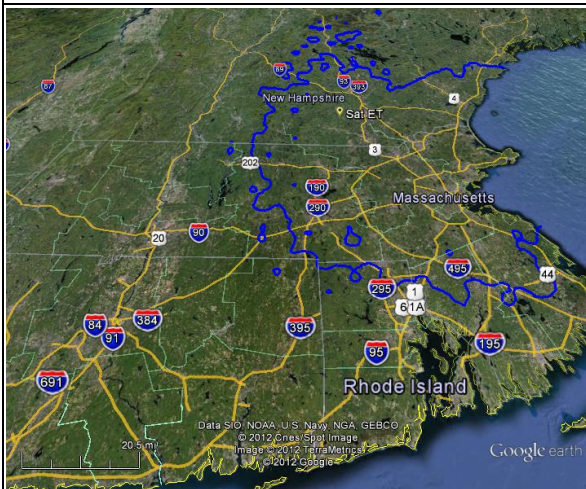 87
89
93
393
New Hampshire
4
Sat ET
3
202
190
Massachusetts
290
90
20
495
44
295
1
6 1A
384
84
91
395
195
95
691
Rhode Island
Data SIO, NOAA, U.S. Navy, NGA, GEBCO
© 2012 Cnes/Spot Image
20.5 mi
Image © 2012 TerraMetrics
© 2012 Google
Google earth